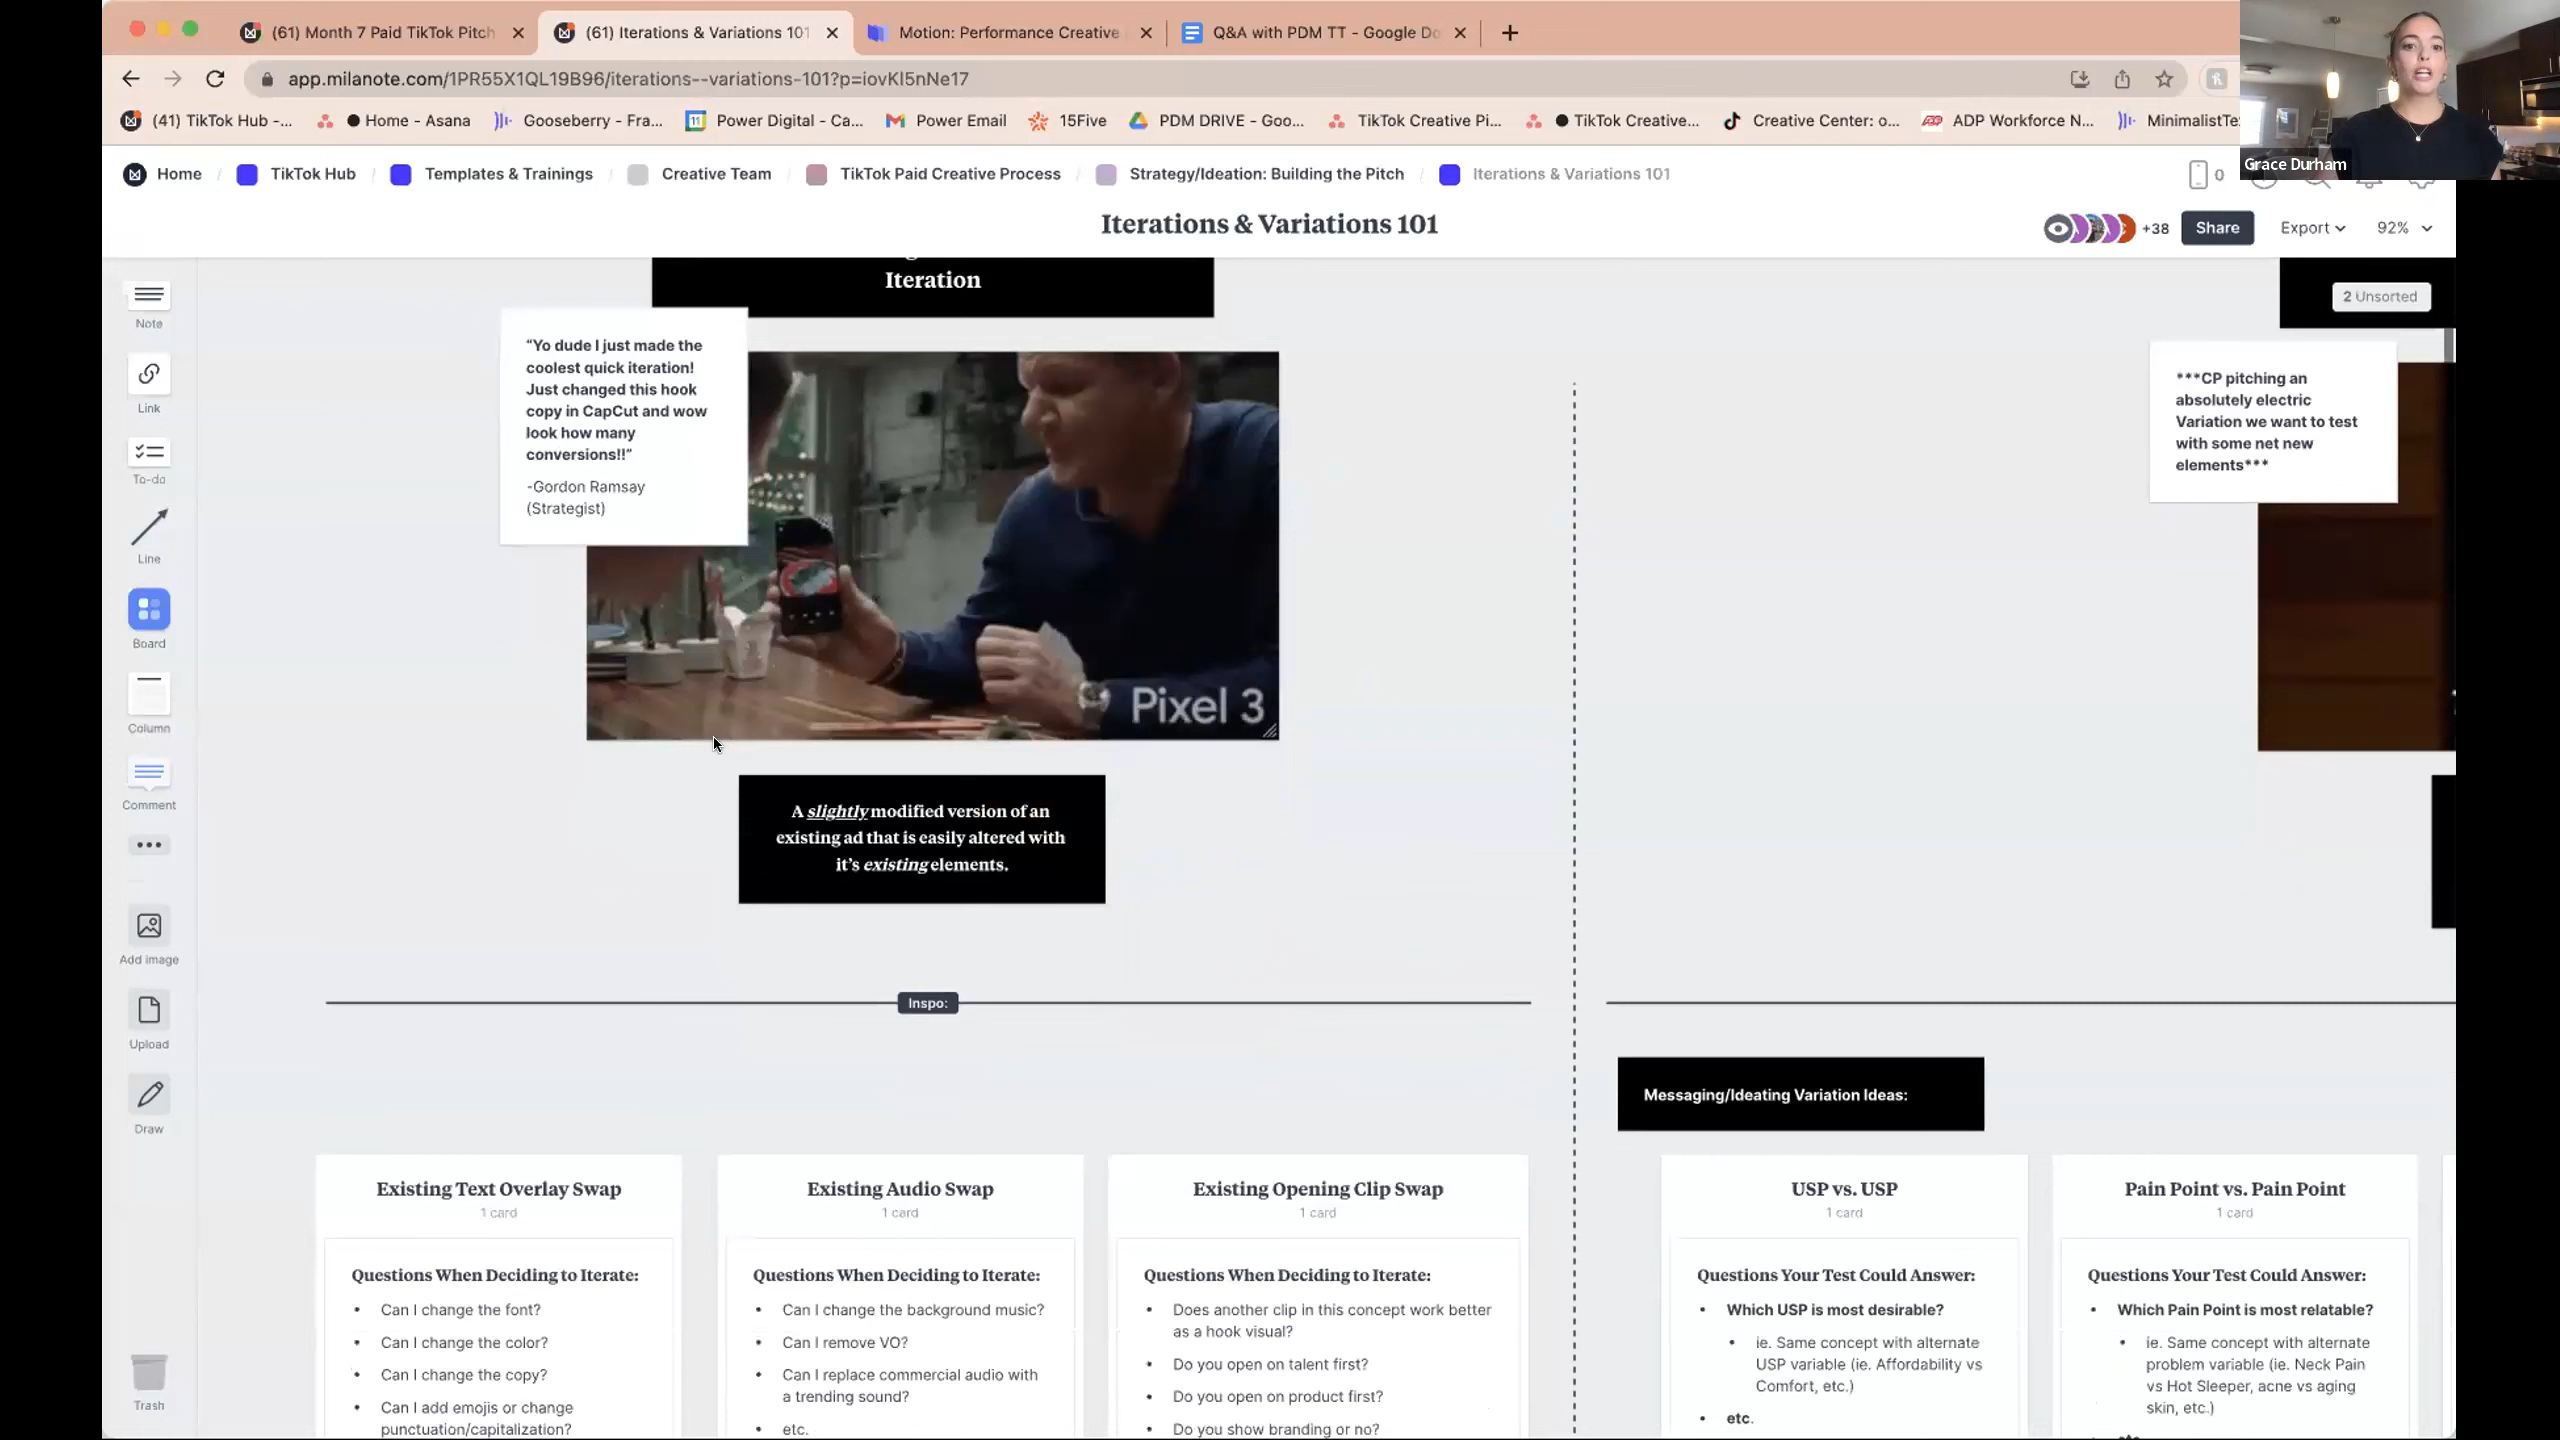 (61) Month 7 Paid TikTok Pitch
(61) Iterations & Variations 101
Motion: Performance Creative
Q&A with PDM TT - Google Do
app.milanote.com/1PR55X1QL19B96/iterations--variations-101?p=iovKl5nNe17
(41) TikTok Hub -...
Home - Asana
Gooseberry - Fra...
Power Digital - Ca...
Power Email
15Five
PDM DRIVE - Goo...
TikTok Creative Pi...
TikTok Creative...
Creative Center: o...
ADP Workforce N...
MinimalistTe
Grace Durham
Home / TikTok Hub / Templates & Trainings / Creative Team / TikTok Paid Creative Process / Strategy/Ideation: Building the Pitch / Iterations & Variations 101
0
Iterations & Variations 101
+38
Share
Export
92%
2 Unsorted
Note
Link
To-do
Line
Board
Column
Comment
Add image
Upload
Draw
Trash
Iteration
“Yo dude I just made the
coolest quick iteration!
Just changed this hook
copy in CapCut and wow
look how many
conversions!!”
-Gordon Ramsay
(Strategist)
Pixel 3
A slightly modified version of an
existing ad that is easily altered with
it’s existing elements.
***CP pitching an
absolutely electric
Variation we want to test
with some net new
elements***
Inspo:
Messaging/Ideating Variation Ideas:
Existing Text Overlay Swap
1 card
Questions When Deciding to Iterate:
• Can I change the font?
• Can I change the color?
• Can I change the copy?
• Can I add emojis or change
punctuation/capitalization?
Existing Audio Swap
1 card
Questions When Deciding to Iterate:
• Can I change the background music?
• Can I remove VO?
• Can I replace commercial audio with
a trending sound?
• etc.
Existing Opening Clip Swap
1 card
Questions When Deciding to Iterate:
• Does another clip in this concept work better
as a hook visual?
• Do you open on talent first?
• Do you open on product first?
• Do you show branding or no?
USP vs. USP
1 card
Questions Your Test Could Answer:
• Which USP is most desirable?
• ie. Same concept with alternate
USP variable (ie. Affordability vs
Comfort, etc.)
• etc.
Pain Point vs. Pain Point
1 card
Questions Your Test Could Answer:
• Which Pain Point is most relatable?
• ie. Same concept with alternate
problem variable (ie. Neck Pain
vs Hot Sleeper, acne vs aging
skin, etc.)